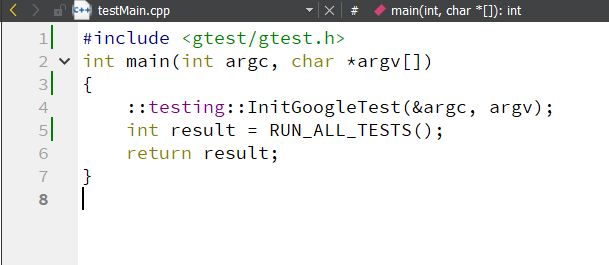 testMain.cpp # main(int, char *[]): int
1 #include <gtest/gtest.h>
2 int main(int argc, char *argv[])
3 {
4 ::testing::InitGoogleTest(&argc, argv);
5 int result = RUN_ALL_TESTS();
6 return result;
7 }
8